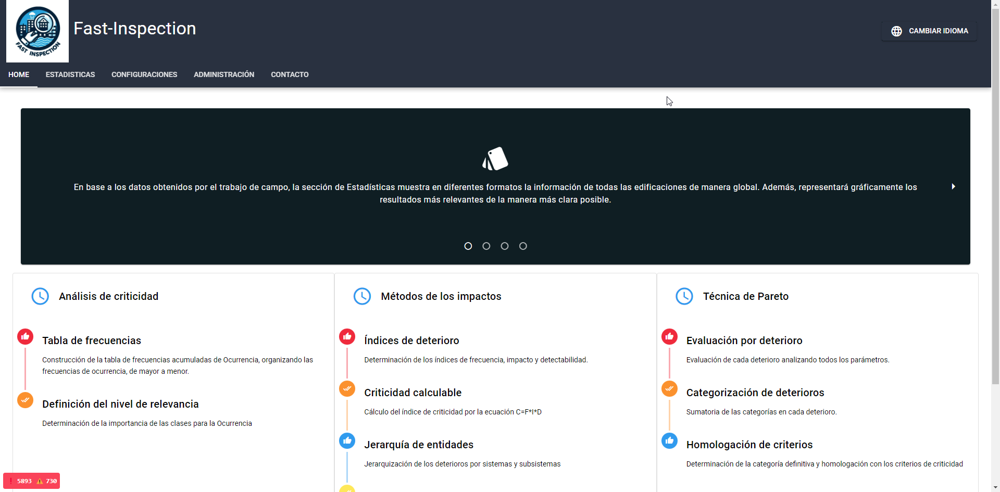 FAST INSPECTION
Fast-Inspection
CAMBIAR IDIOMA
HOME ESTADISTICAS CONFIGURACIONES ADMINISTRACIÓN CONTACTO
En base a los datos obtenidos por el trabajo de campo, la sección de Estadísticas muestra en diferentes formatos la información de todas las edificaciones de manera global. Además, representará gráficamente los
resultados más relevantes de la manera más clara posible.
Análisis de criticidad
Tabla de frecuencias
Construcción de la tabla de frecuencias acumuladas de Ocurrencia, organizando las
frecuencias de ocurrencia, de mayor a menor.
Definición del nivel de relevancia
Determinación de la importancia de las clases para la Ocurrencia
Métodos de los impactos
Índices de deterioro
Determinación de los índices de frecuencia, impacto y detectabilidad.
Criticidad calculable
Cálculo del índice de criticidad por la ecuación C=F*I*D
Jerarquía de entidades
Jerarquización de los deterioros por sistemas y subsistemas
Técnica de Pareto
Evaluación por deterioro
Evaluación de cada deterioro analizando todos los parámetros.
Categorización de deterioros
Sumatoria de las categorías en cada deterioro.
Homologación de criterios
Determinación de la categoría definitiva y homologación con los criterios de criticidad
5893 730